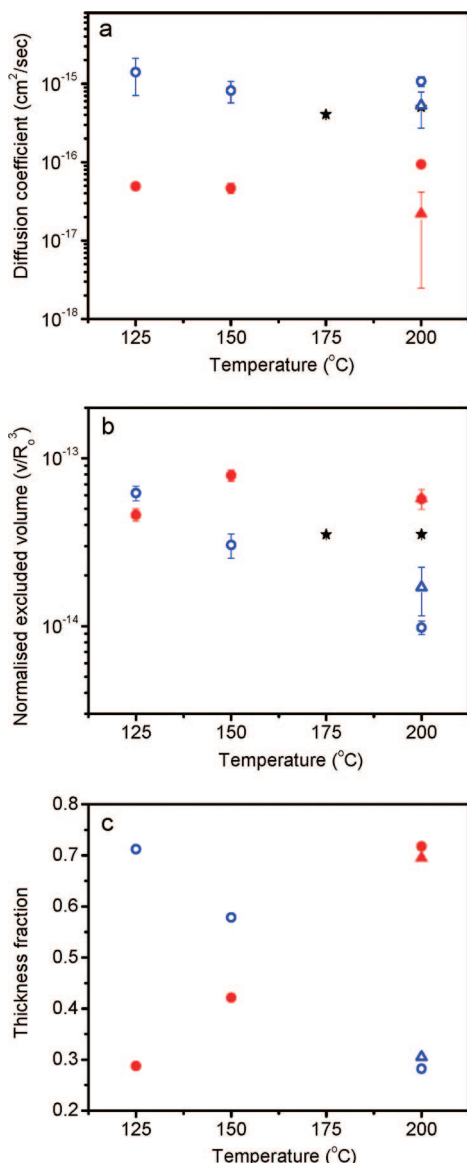 a
Diffusion coefficient (cm²/sec)
10⁻¹⁵
10⁻¹⁶
10⁻¹⁷
10⁻¹⁸
125 150 175 200
Temperature (°C)
b
Normalised excluded volume (v/Rₒ³)
10⁻¹³
10⁻¹⁴
125 150 175 200
Temperature (°C)
c
Thickness fraction
0.8
0.7
0.6
0.5
0.4
0.3
0.2
125 150 175 200
Temperature (°C)